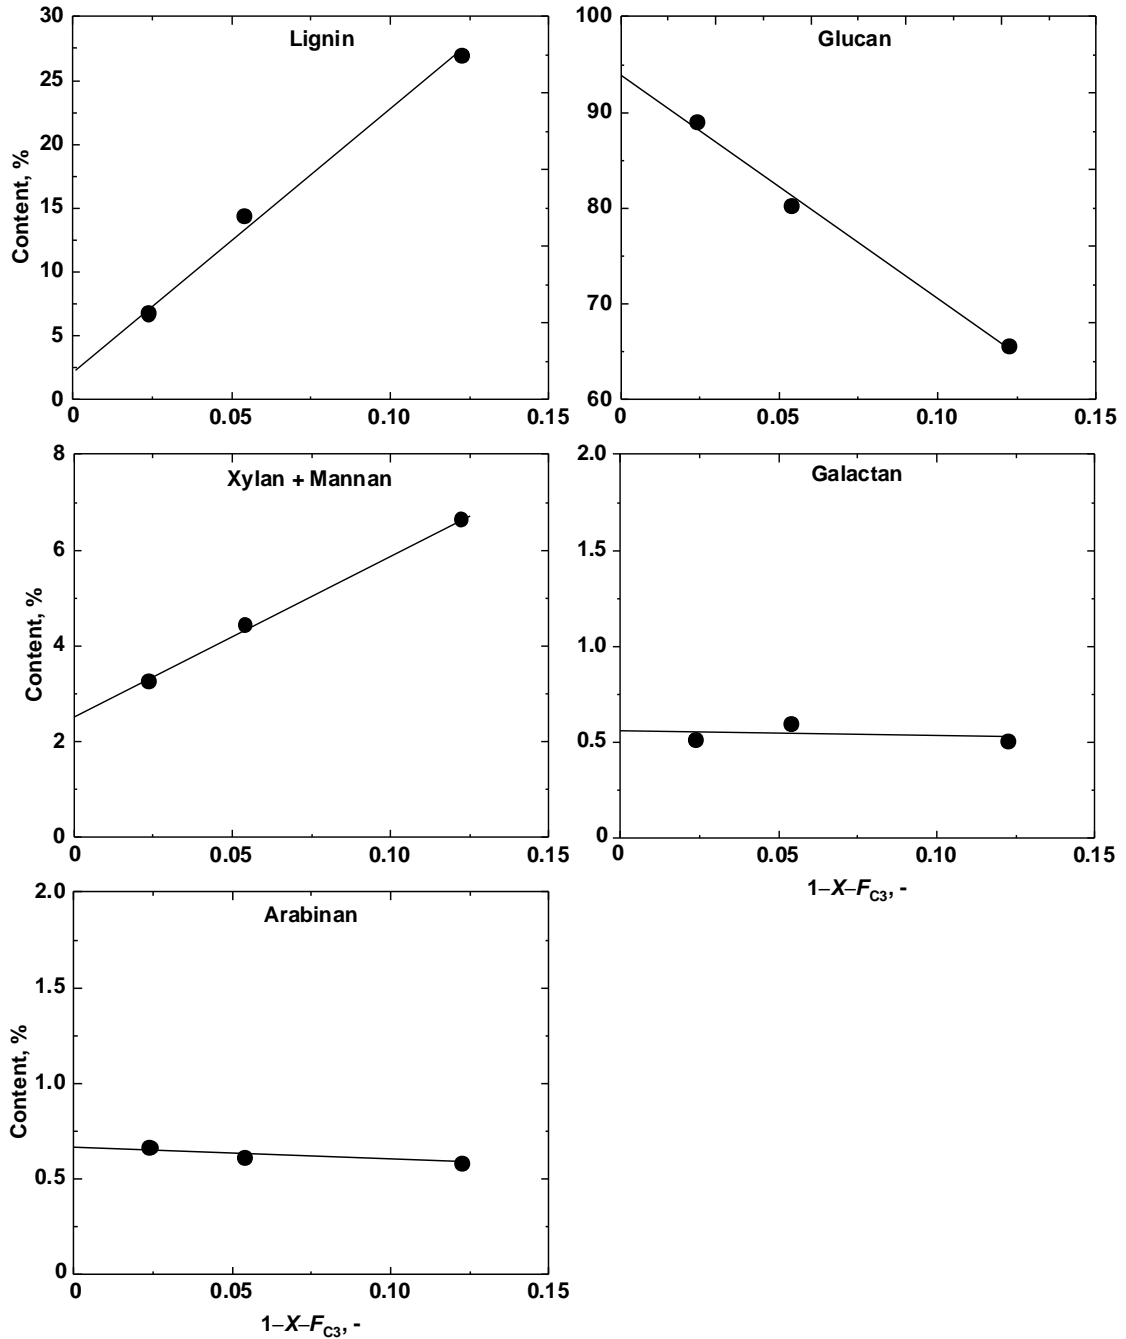 Lignin
Content, %
30
25
20
15
10
5
0
0 0.05 0.10 0.15
Glucan
100
90
80
70
60
0 0.05 0.10 0.15
Xylan + Mannan
Content, %
8
6
4
2
0
0 0.05 0.10 0.15
Galactan
2.0
1.5
1.0
0.5
0
0 0.05 0.10 0.15
1–X–FC3, -
Arabinan
Content, %
2.0
1.5
1.0
0.5
0
0 0.05 0.10 0.15
1–X–FC3, -